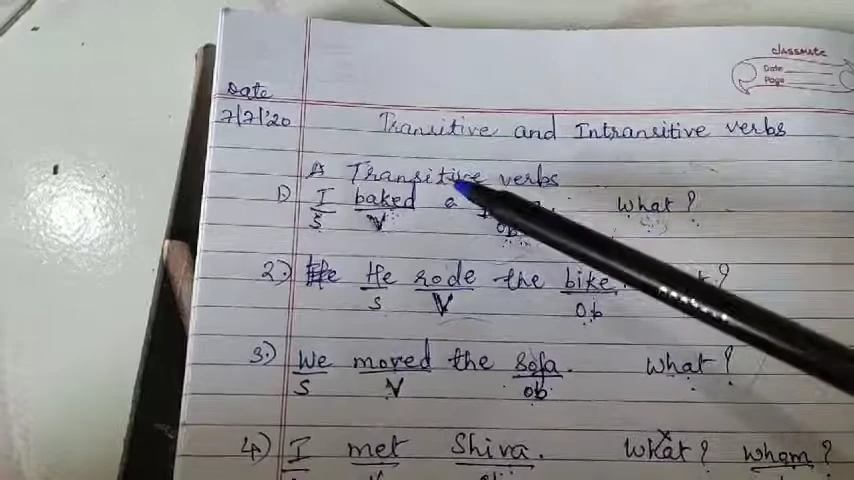 classmate
Date
Page
Date
7/7/'20
Transitive and Intransitive verbs
A Transitive verbs
1) I baked a What?
S V Ob
2.) He rode the bike. ?
S V Ob
3.) We moved the sofa. What?
S V Ob
4.) I met Shiva. What? Whom?